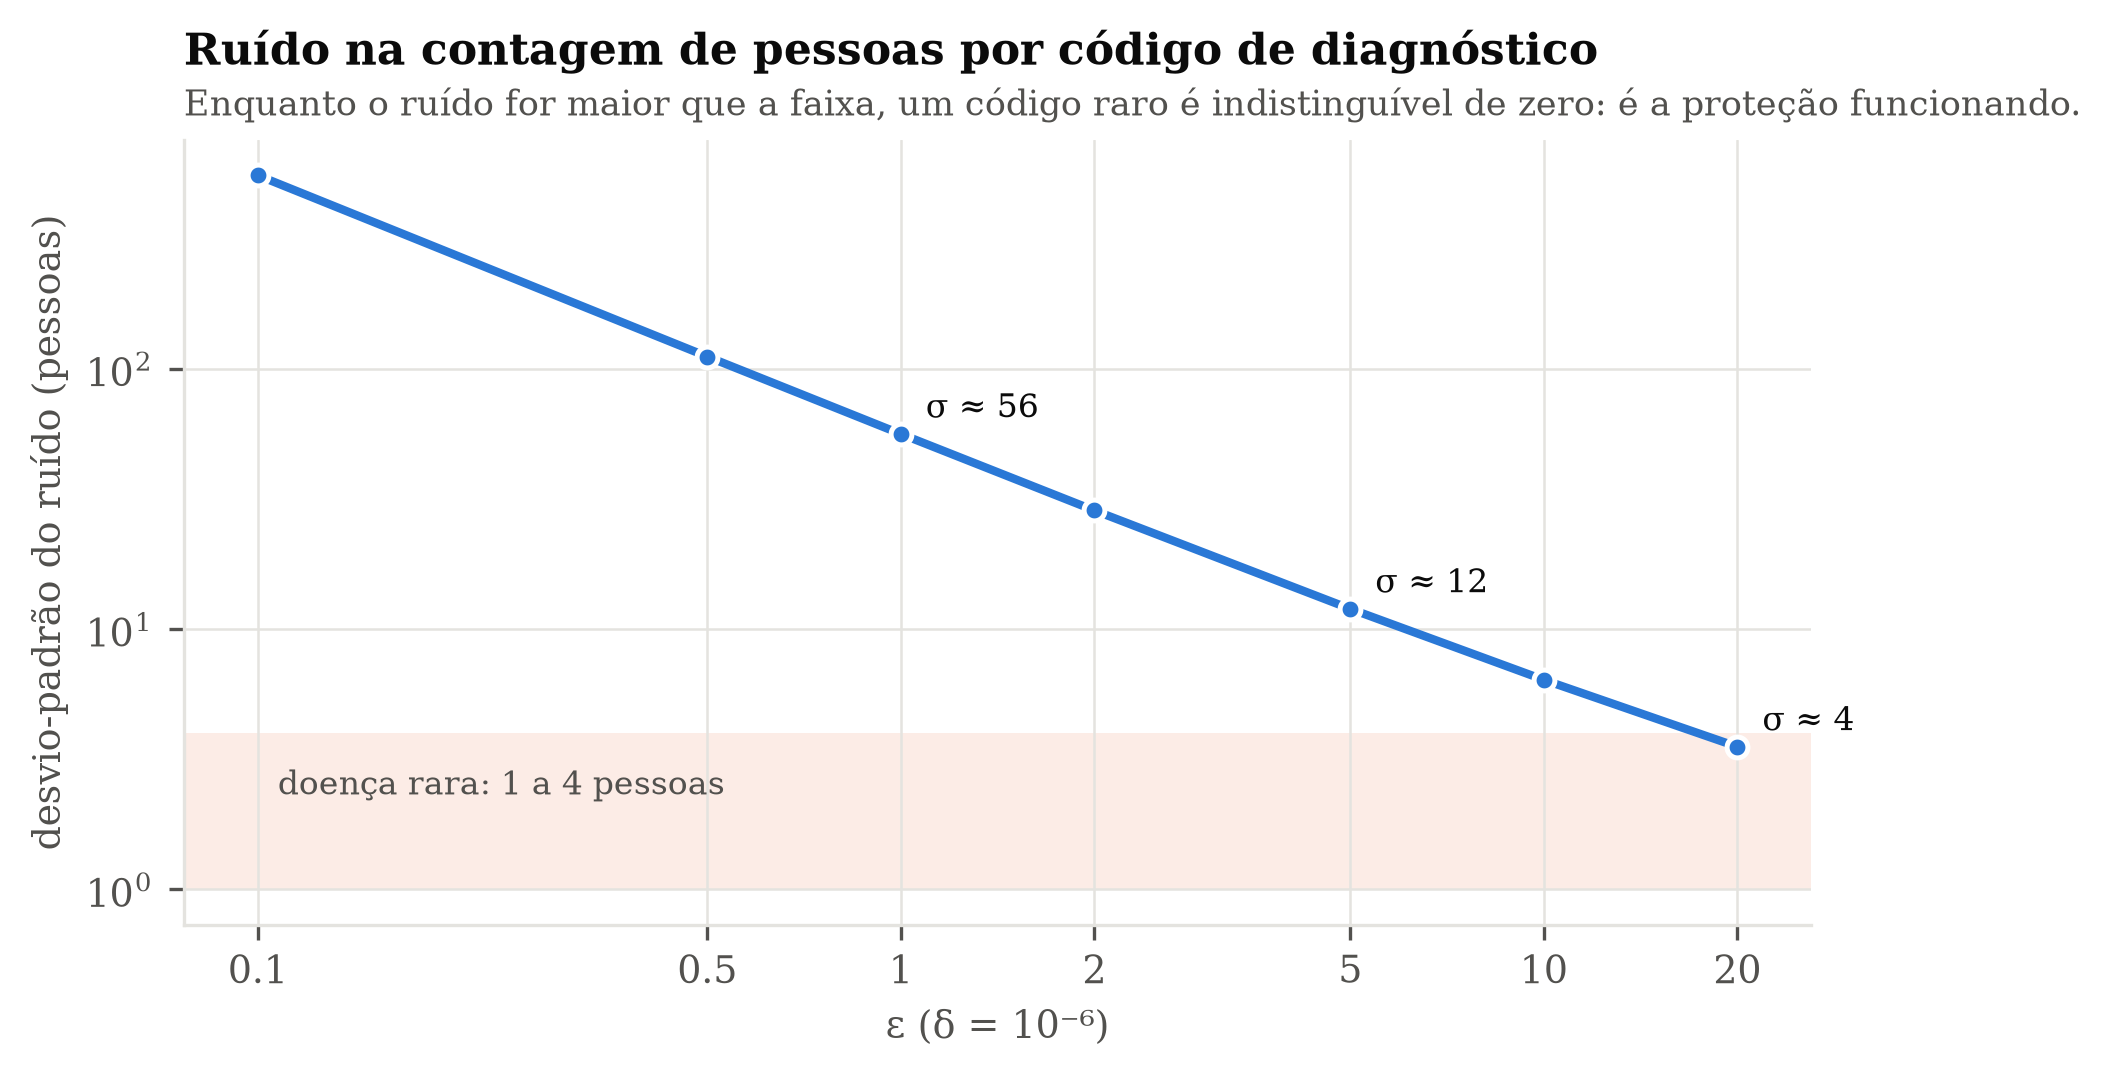 Ruído na contagem de pessoas por código de diagnóstico
Enquanto o ruído for maior que a faixa, um código raro é indistinguível de zero: é a proteção funcionando.
desvio-padrão do ruído (pessoas)
10²
10¹
10⁰
σ ≈ 56
σ ≈ 12
σ ≈ 4
doença rara: 1 a 4 pessoas
0.1 0.5 1 2 5 10 20
ε (δ = 10⁻⁶)